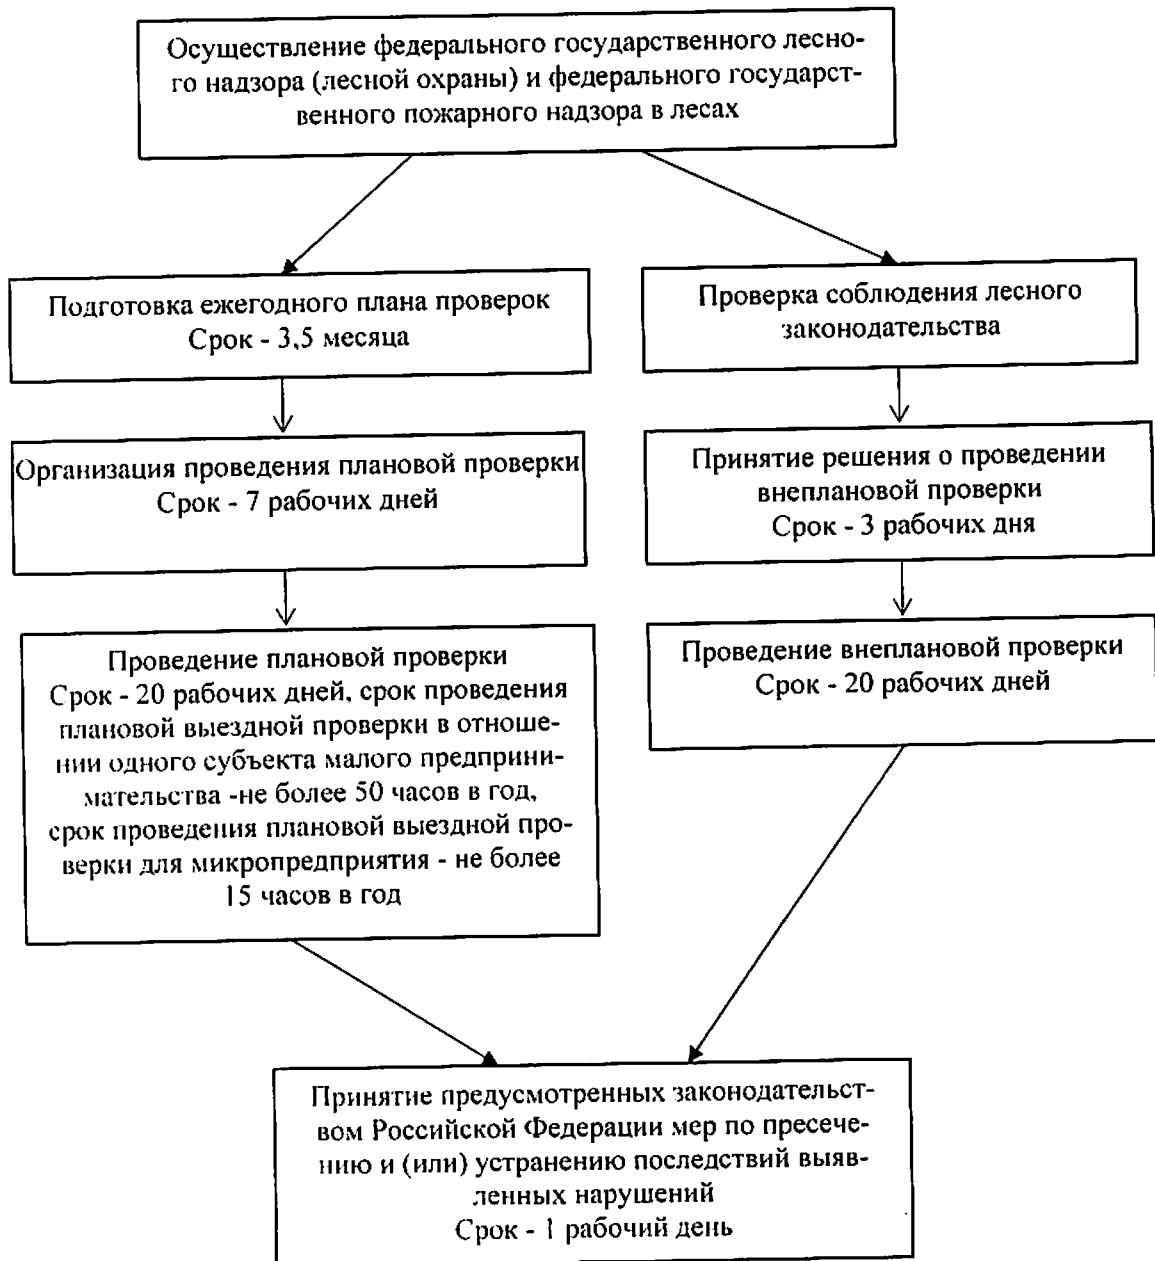 Осуществление федерального государственного лесно-
го надзора (лесной охраны) и федерального государст-
венного пожарного надзора в лесах
Подготовка ежегодного плана проверок
Срок - 3,5 месяца
Проверка соблюдения лесного
законодательства
Организация проведения плановой проверки
Срок - 7 рабочих дней
Принятие решения о проведении
внеплановой проверки
Срок - 3 рабочих дня
Проведение плановой проверки
Срок - 20 рабочих дней, срок проведения
плановой выездной проверки в отноше-
нии одного субъекта малого предприни-
мательства -не более 50 часов в год,
срок проведения плановой выездной про-
верки для микропредприятия - не более
15 часов в год
Проведение внеплановой проверки
Срок - 20 рабочих дней
Принятие предусмотренных законодательст-
вом Российской Федерации мер по пресече-
нию и (или) устранению последствий выяв-
ленных нарушений
Срок - 1 рабочий день